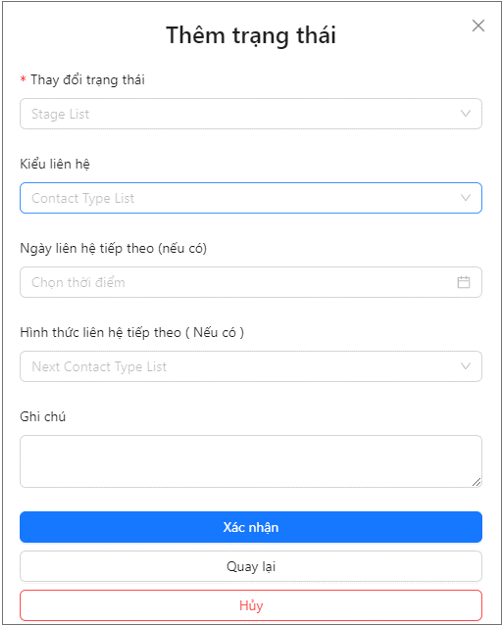 Thêm trạng thái
* Thay đổi trạng thái
Stage List
Kiểu liên hệ
Contact Type List
Ngày liên hệ tiếp theo (nếu có)
Chọn thời điểm
Hình thức liên hệ tiếp theo ( Nếu có )
Next Contact Type List
Ghi chú
Xác nhận
Quay lại
Hủy